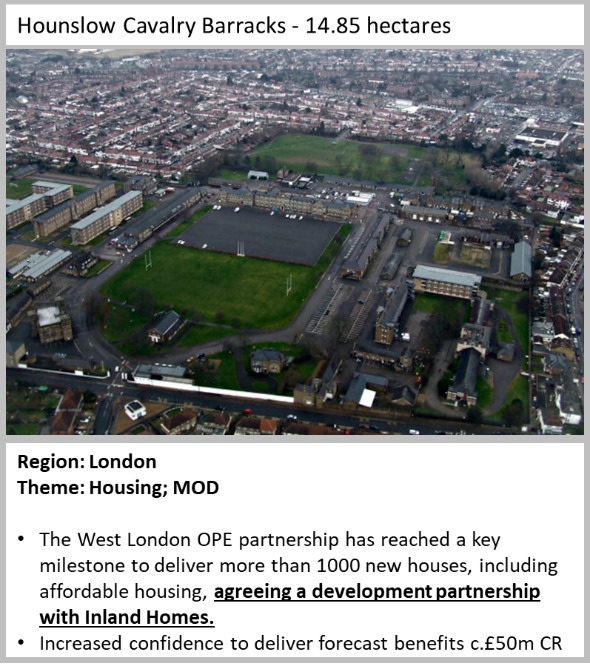 Hounslow Cavalry Barracks - 14.85 hectares
Region: London
Theme: Housing; MOD
• The West London OPE partnership has reached a key
milestone to deliver more than 1000 new houses, including
affordable housing, agreeing a development partnership
with Inland Homes.
• Increased confidence to deliver forecast benefits c.£50m CR